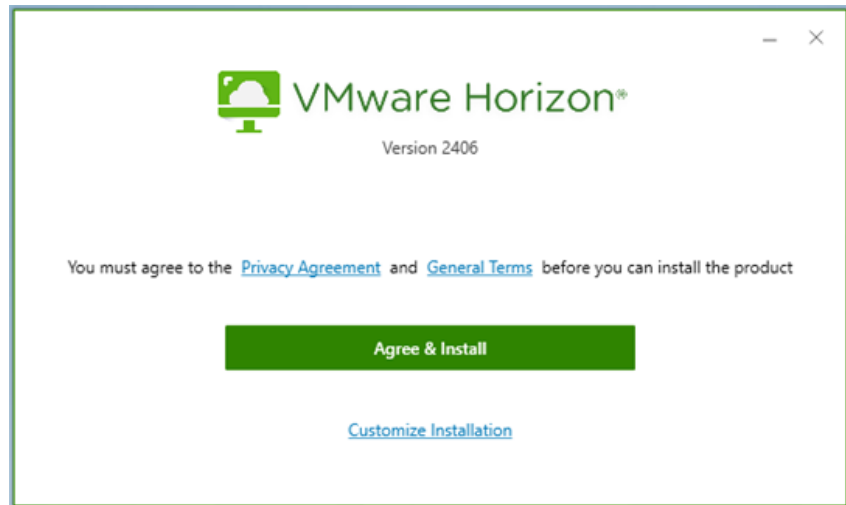 VMware Horizon®
Version 2406
You must agree to the Privacy Agreement and General Terms before you can install the product
Agree & Install
Customize Installation